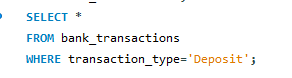 SELECT *
FROM bank_transactions
WHERE transaction_type='Deposit';